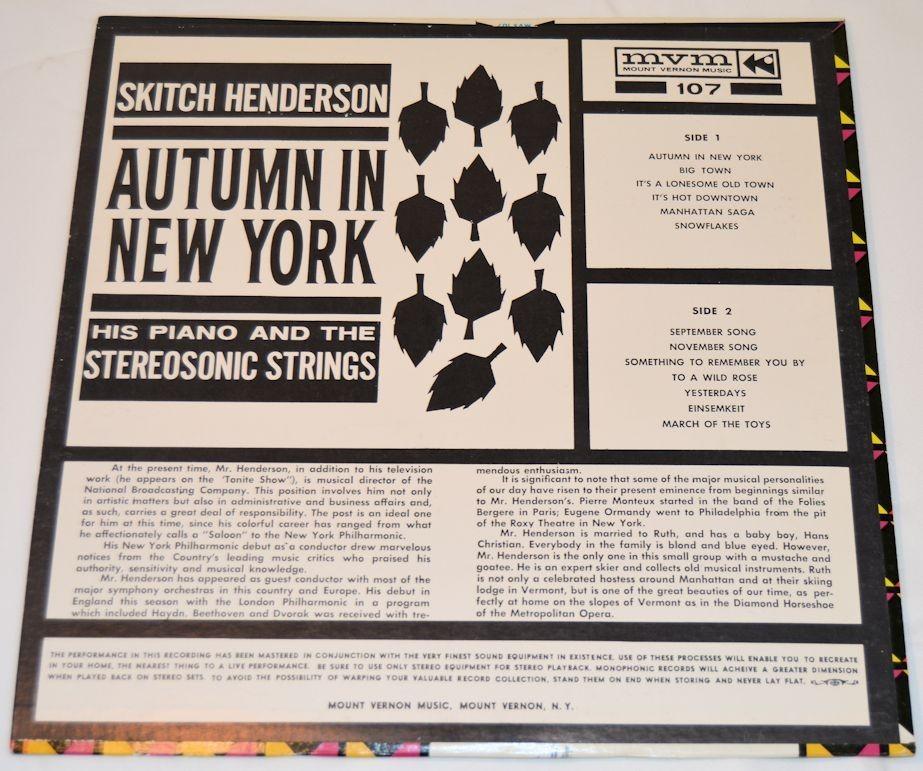 SKITCH HENDERSON
AUTUMN IN
NEW YORK
HIS PIANO AND THE
STEREOSONIC STRINGS
mvm
MOUNT VERNON MUSIC
107
SIDE 1
AUTUMN IN NEW YORK
BIG TOWN
IT'S A LONESOME OLD TOWN
IT'S HOT DOWNTOWN
MANHATTAN SAGA
SNOWFLAKES
SIDE 2
SEPTEMBER SONG
NOVEMBER SONG
SOMETHING TO REMEMBER YOU BY
TO A WILD ROSE
YESTERDAYS
EINSEMKEIT
MARCH OF THE TOYS
At the present time, Mr. Henderson, in addition to his television
work (he appears on the 'Tonite Show"), is musical director of the
National Broadcasting Company. This position involves him not only
in artistic matters but also in administrative and business affairs and,
as such, carries a great deal of responsibility. The post is an ideal one
for him at this time, since his colorful career has ranged from what
he affectionately calls a "Saloon" to the New York Philharmonic.
His New York Philharmonic debut as a conductor drew marvelous
notices from the Country's leading music critics who praised his
authority, sensitivity and musical knowledge.
Mr. Henderson has appeared as guest conductor with most of the
major symphony orchestras in this country and Europe. His debut in
England this season with the London Philharmonic in a program
which included Haydn, Beethoven and Dvorak was received with tre-
mendous enthusiasm.
It is significant to note that some of the major musical personalities
of our day have risen to their present eminence from beginnings similar
to Mr. Henderson's. Pierre Monteux started in the band of the Folies
Bergere in Paris; Eugene Ormandy went to Philadelphia from the pit
of the Roxy Theatre in New York.
Mr. Henderson is married to Ruth, and has a baby boy, Hans
Christian. Everybody in the family is blond and blue eyed. However,
Mr. Henderson is the only one in this small group with a mustache and
goatee. He is an expert skier and collects old musical instruments. Ruth
is not only a celebrated hostess around Manhattan and at their skiing
lodge in Vermont, but is one of the great beauties of our time, as per-
fectly at home on the slopes of Vermont as in the Diamond Horseshoe
of the Metropolitan Opera.
THE PERFORMANCE IN THIS RECORDING HAS BEEN MASTERED IN CONJUNCTION WITH THE VERY FINEST SOUND EQUIPMENT IN EXISTENCE. USE OF THESE PROCESSES WILL ENABLE YOU TO RECREATE
IN YOUR HOME, THE NEAREST THING TO A LIVE PERFORMANCE. BE SURE TO USE ONLY STEREO EQUIPMENT FOR STEREO PLAYBACK. MONOPHONIC RECORDS WILL ACHEIVE A GREATER DIMENSION
WHEN PLAYED BACK ON STEREO SETS. TO AVOID THE POSSIBILITY OF WARPING YOUR VALUABLE RECORD COLLECTION, STAND THEM ON END WHEN STORING AND NEVER LAY FLAT.
MOUNT VERNON MUSIC, MOUNT VERNON, N.Y.